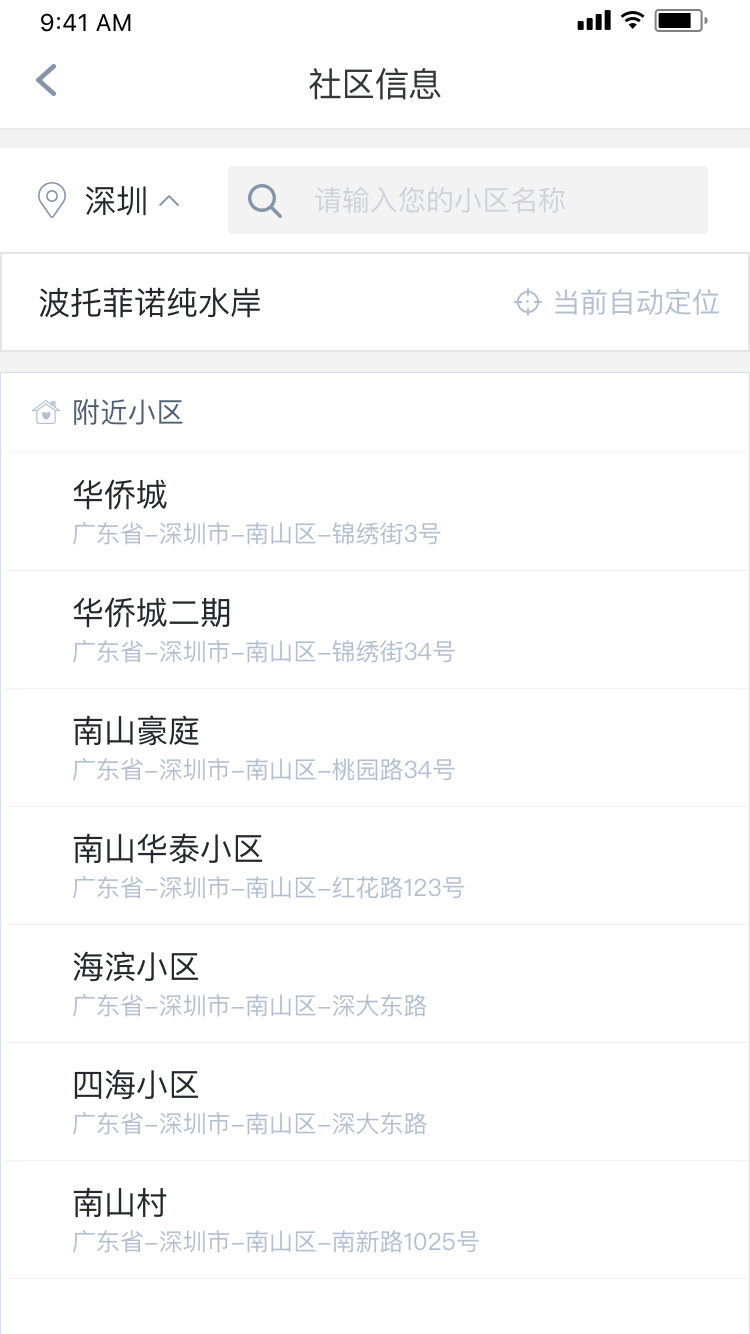 9:41 AM
社区信息
深圳
请输入您的小区名称
波托菲诺纯水岸
当前自动定位
附近小区
华侨城
广东省–深圳市–南山区–锦绣街3号
华侨城二期
广东省–深圳市–南山区–锦绣街34号
南山豪庭
广东省–深圳市–南山区–桃园路34号
南山华泰小区
广东省–深圳市–南山区–红花路123号
海滨小区
广东省–深圳市–南山区–深大东路
四海小区
广东省–深圳市–南山区–深大东路
南山村
广东省–深圳市–南山区–南新路1025号